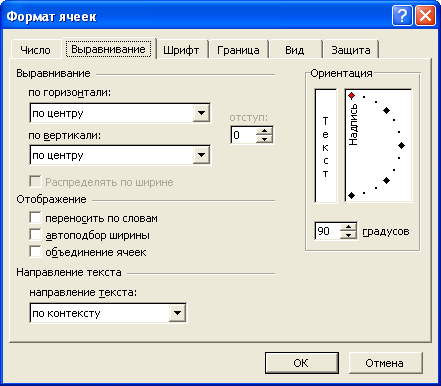 Формат ячеек
Число Выравнивание Шрифт Граница Вид Защита
Выравнивание
по горизонтали:
по центру
отступ:
0
по вертикали:
по центру
Распределять по ширине
Отображение
переносить по словам
автоподбор ширины
объединение ячеек
Направление текста
направление текста:
по контексту
Ориентация
Текст
Надпись
90 градусов
ОК Отмена